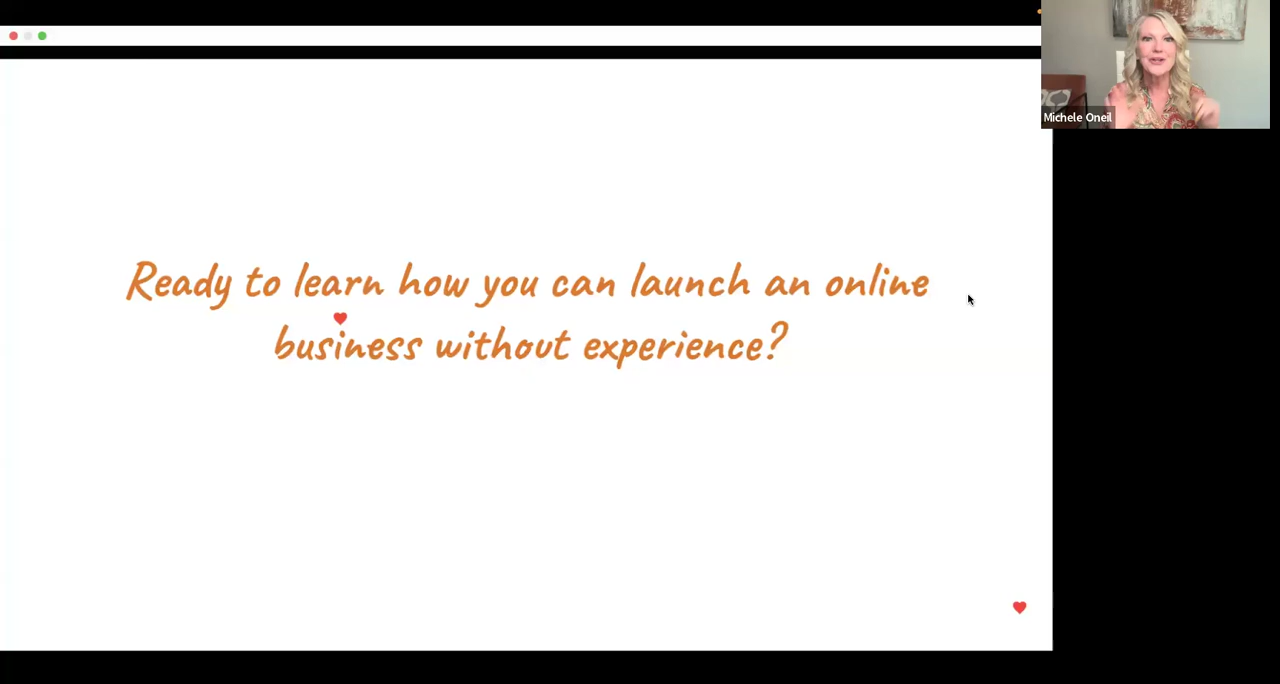 Michele Oneil
Ready to learn how you can launch an online
business without experience?